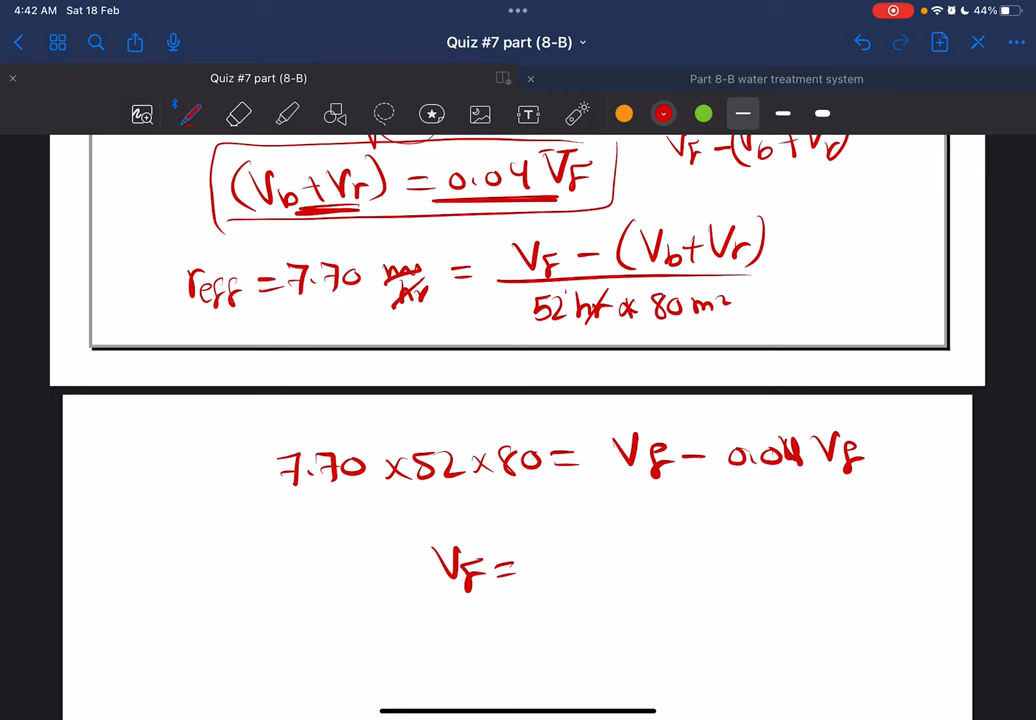 4:42 AM Sat 18 Feb
44%
Quiz #7 part (8-B)
Quiz #7 part (8-B)
Part 8-B water treatment system
VF - (Vb + Vr)
(Vb + Vr) = 0.04 VF
reff = 7.70 m/hr = VF - (Vb + Vr)
52 hr * 80 m²
7.70 × 52 × 80 = VF - 0.04 VF
VF =